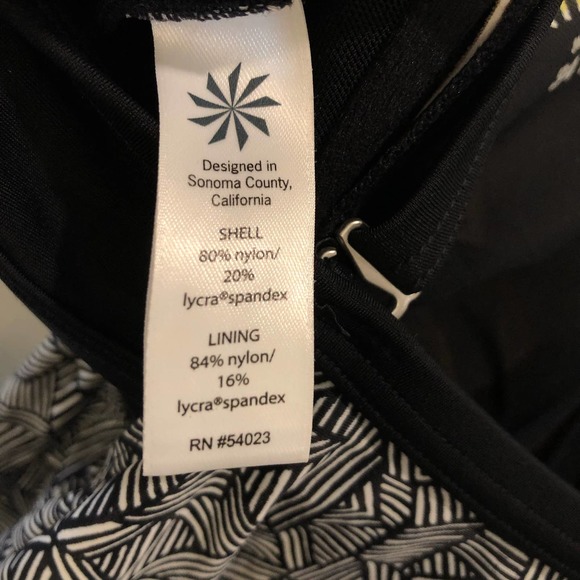 Designed in
Sonoma County,
California
SHELL
80% nylon/
20%
lycra®spandex
LINING
84% nylon/
16%
lycra®spandex
RN #54023